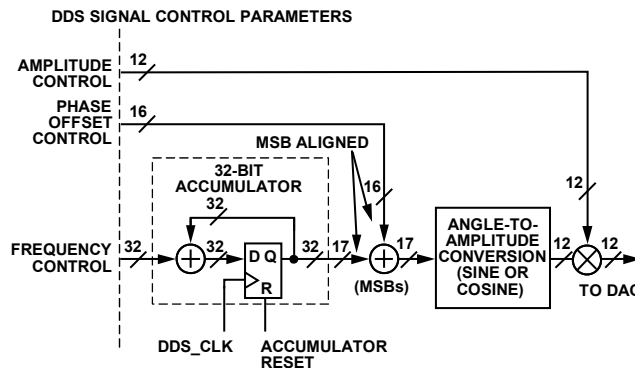 DDS SIGNAL CONTROL PARAMETERS
AMPLITUDE
CONTROL
12
PHASE
OFFSET
CONTROL
16
MSB ALIGNED
32-BIT
ACCUMULATOR
16
12
32
FREQUENCY
CONTROL
32
32
D Q
R
32
17
(MSBs)
17
ANGLE-TO-
AMPLITUDE
CONVERSION
(SINE OR
COSINE)
12
12
TO DAC
DDS_CLK
ACCUMULATOR
RESET